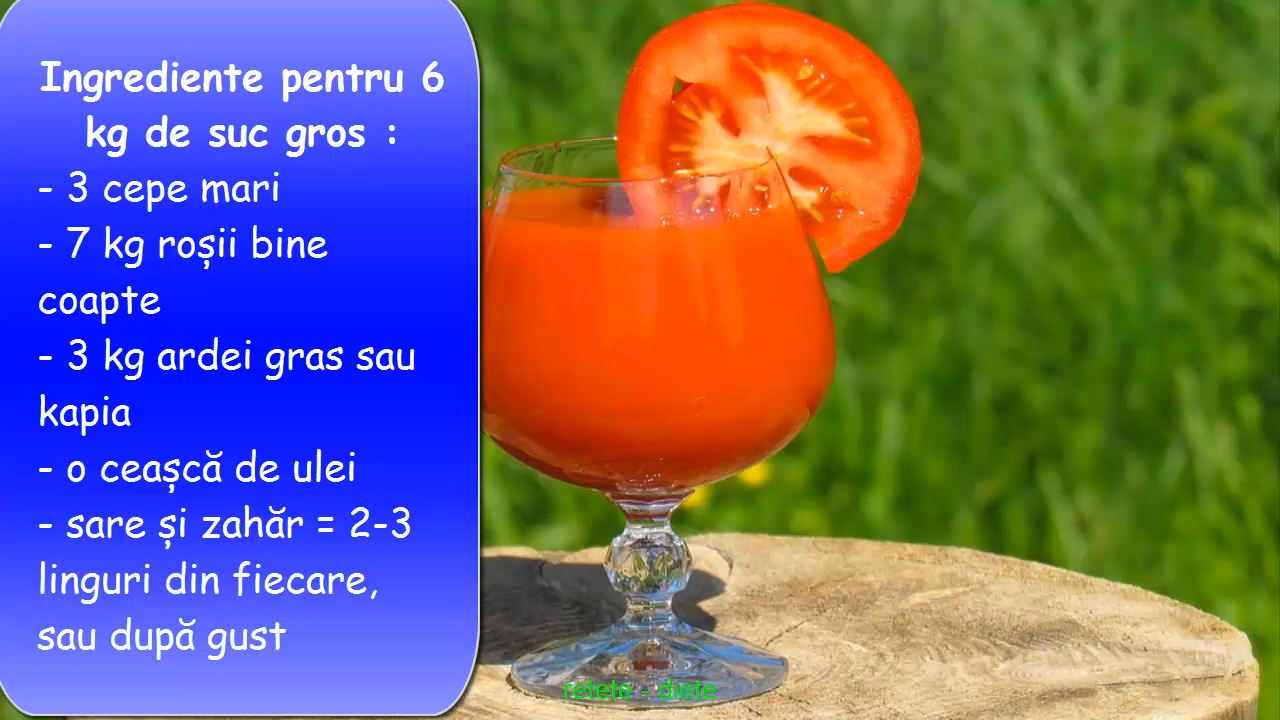 Ingrediente pentru 6
kg de suc gros :
- 3 cepe mari
- 7 kg roșii bine
coapte
- 3 kg ardei gras sau
kapia
- o ceașcă de ulei
- sare și zahăr = 2-3
linguri din fiecare,
sau după gust
retete - diete